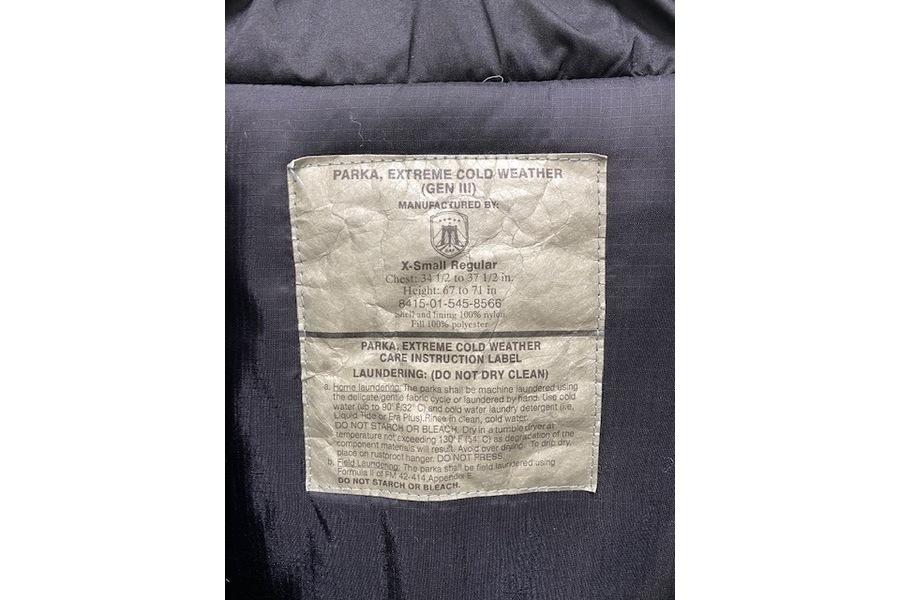 PARKA, EXTREME COLD WEATHER
(GEN III)
MANUFACTURED BY:
X-Small Regular
Chest: 34 1/2 to 37 1/2 in.
Height: 67 to 71 in
8415-01-545-8566
Shell and lining 100% nylon
Fill 100% polyester
PARKA, EXTREME COLD WEATHER
CARE INSTRUCTION LABEL
LAUNDERING: (DO NOT DRY CLEAN)
a. Home laundering: The parka shall be machine laundered using
the delicate/gentle fabric cycle or laundered by hand. Use cold
water (up to 90° F/32° C) and cold water laundry detergent (i.e,
Liquid Tide or Era Plus).Rinse in clean, cold water.
DO NOT STARCH OR BLEACH. Dry in a tumble dryer at
temperature not exceeding 130° F (54° C) as degradation of the
component materials will result. Avoid over drying. To drip dry,
place on rustproof hanger. DO NOT PRESS.
b. Field Laundering: The parka shall be field laundered using
Formula II of FM 42-414,Appendix E.
DO NOT STARCH OR BLEACH.